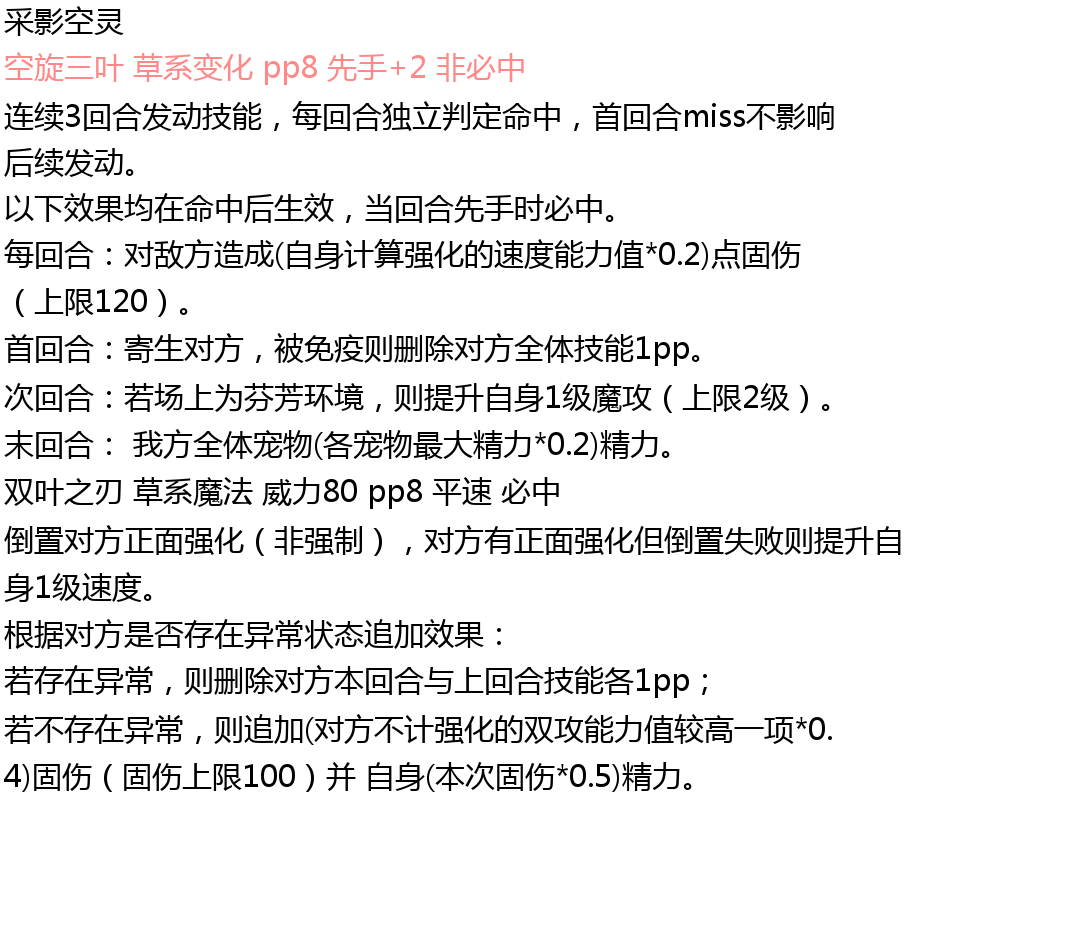 采影空灵
空旋三叶 草系变化 pp8 先手+2 非必中
连续3回合发动技能，每回合独立判定命中，首回合miss不影响
后续发动。
以下效果均在命中后生效，当回合先手时必中。
每回合：对敌方造成(自身计算强化的速度能力值*0.2)点固伤
（上限120）。
首回合：寄生对方，被免疫则删除对方全体技能1pp。
次回合：若场上为芬芳环境，则提升自身1级魔攻（上限2级）。
末回合： 我方全体宠物(各宠物最大精力*0.2)精力。
双叶之刃 草系魔法 威力80 pp8 平速 必中
倒置对方正面强化（非强制），对方有正面强化但倒置失败则提升自
身1级速度。
根据对方是否存在异常状态追加效果：
若存在异常，则删除对方本回合与上回合技能各1pp；
若不存在异常，则追加(对方不计强化的双攻能力值较高一项*0.
4)固伤（固伤上限100）并 自身(本次固伤*0.5)精力。